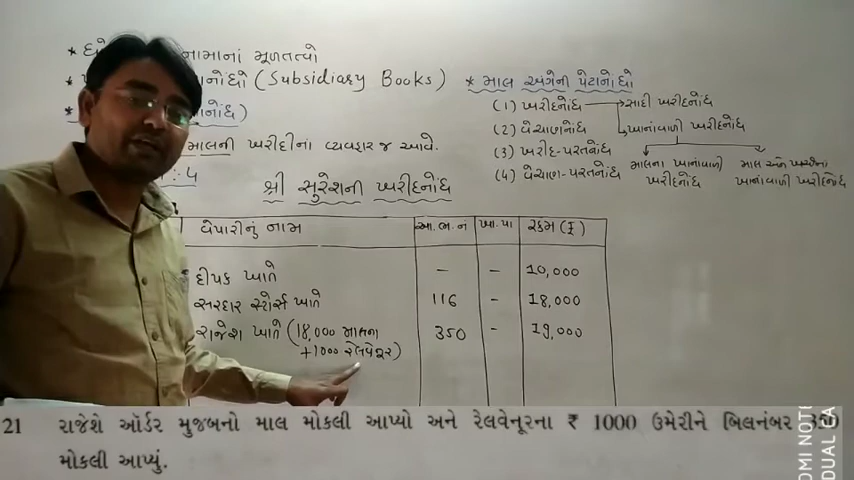 નામાનાં મૂળતત્વો
(Subsidiary Books)
* માલ અંગેની પેટાનોંધો
(1) ખરીદનોંધ → સાદી ખરીદનોંધ
ખાનાંવાળી ખરીદનોંધ
(2) વેચાણનોંધ
(3) ખરીદ-પરતનોંધ
(4) વેચાણ-પરતનોંધ
માલના ખાનાંવાળી ખરીદનોંધ
માલ અને ખર્ચના ખાનાંવાળી ખરીદનોંધ
માલની ખરીદીના વ્યવહાર જ આવે.
શ્રી સુરેશની ખરીદનોંધ
વેપારીનું નામ આ.ભ.નં ખા.પા રકમ (₹)
દીપક ખાતે – – 10,000
સરદાર સ્ટોર્સ ખાતે 116 – 18,000
રાજેશ ખાતે (18,000 માલના 350 – 19,000
+1000 રેલવેનૂર)
21 રાજેશે ઑર્ડર મુજબનો માલ મોકલી આપ્યો અને રેલવેનૂરના ₹ 1000 ઉમેરીને બિલનંબર 350
મોકલી આપ્યું.